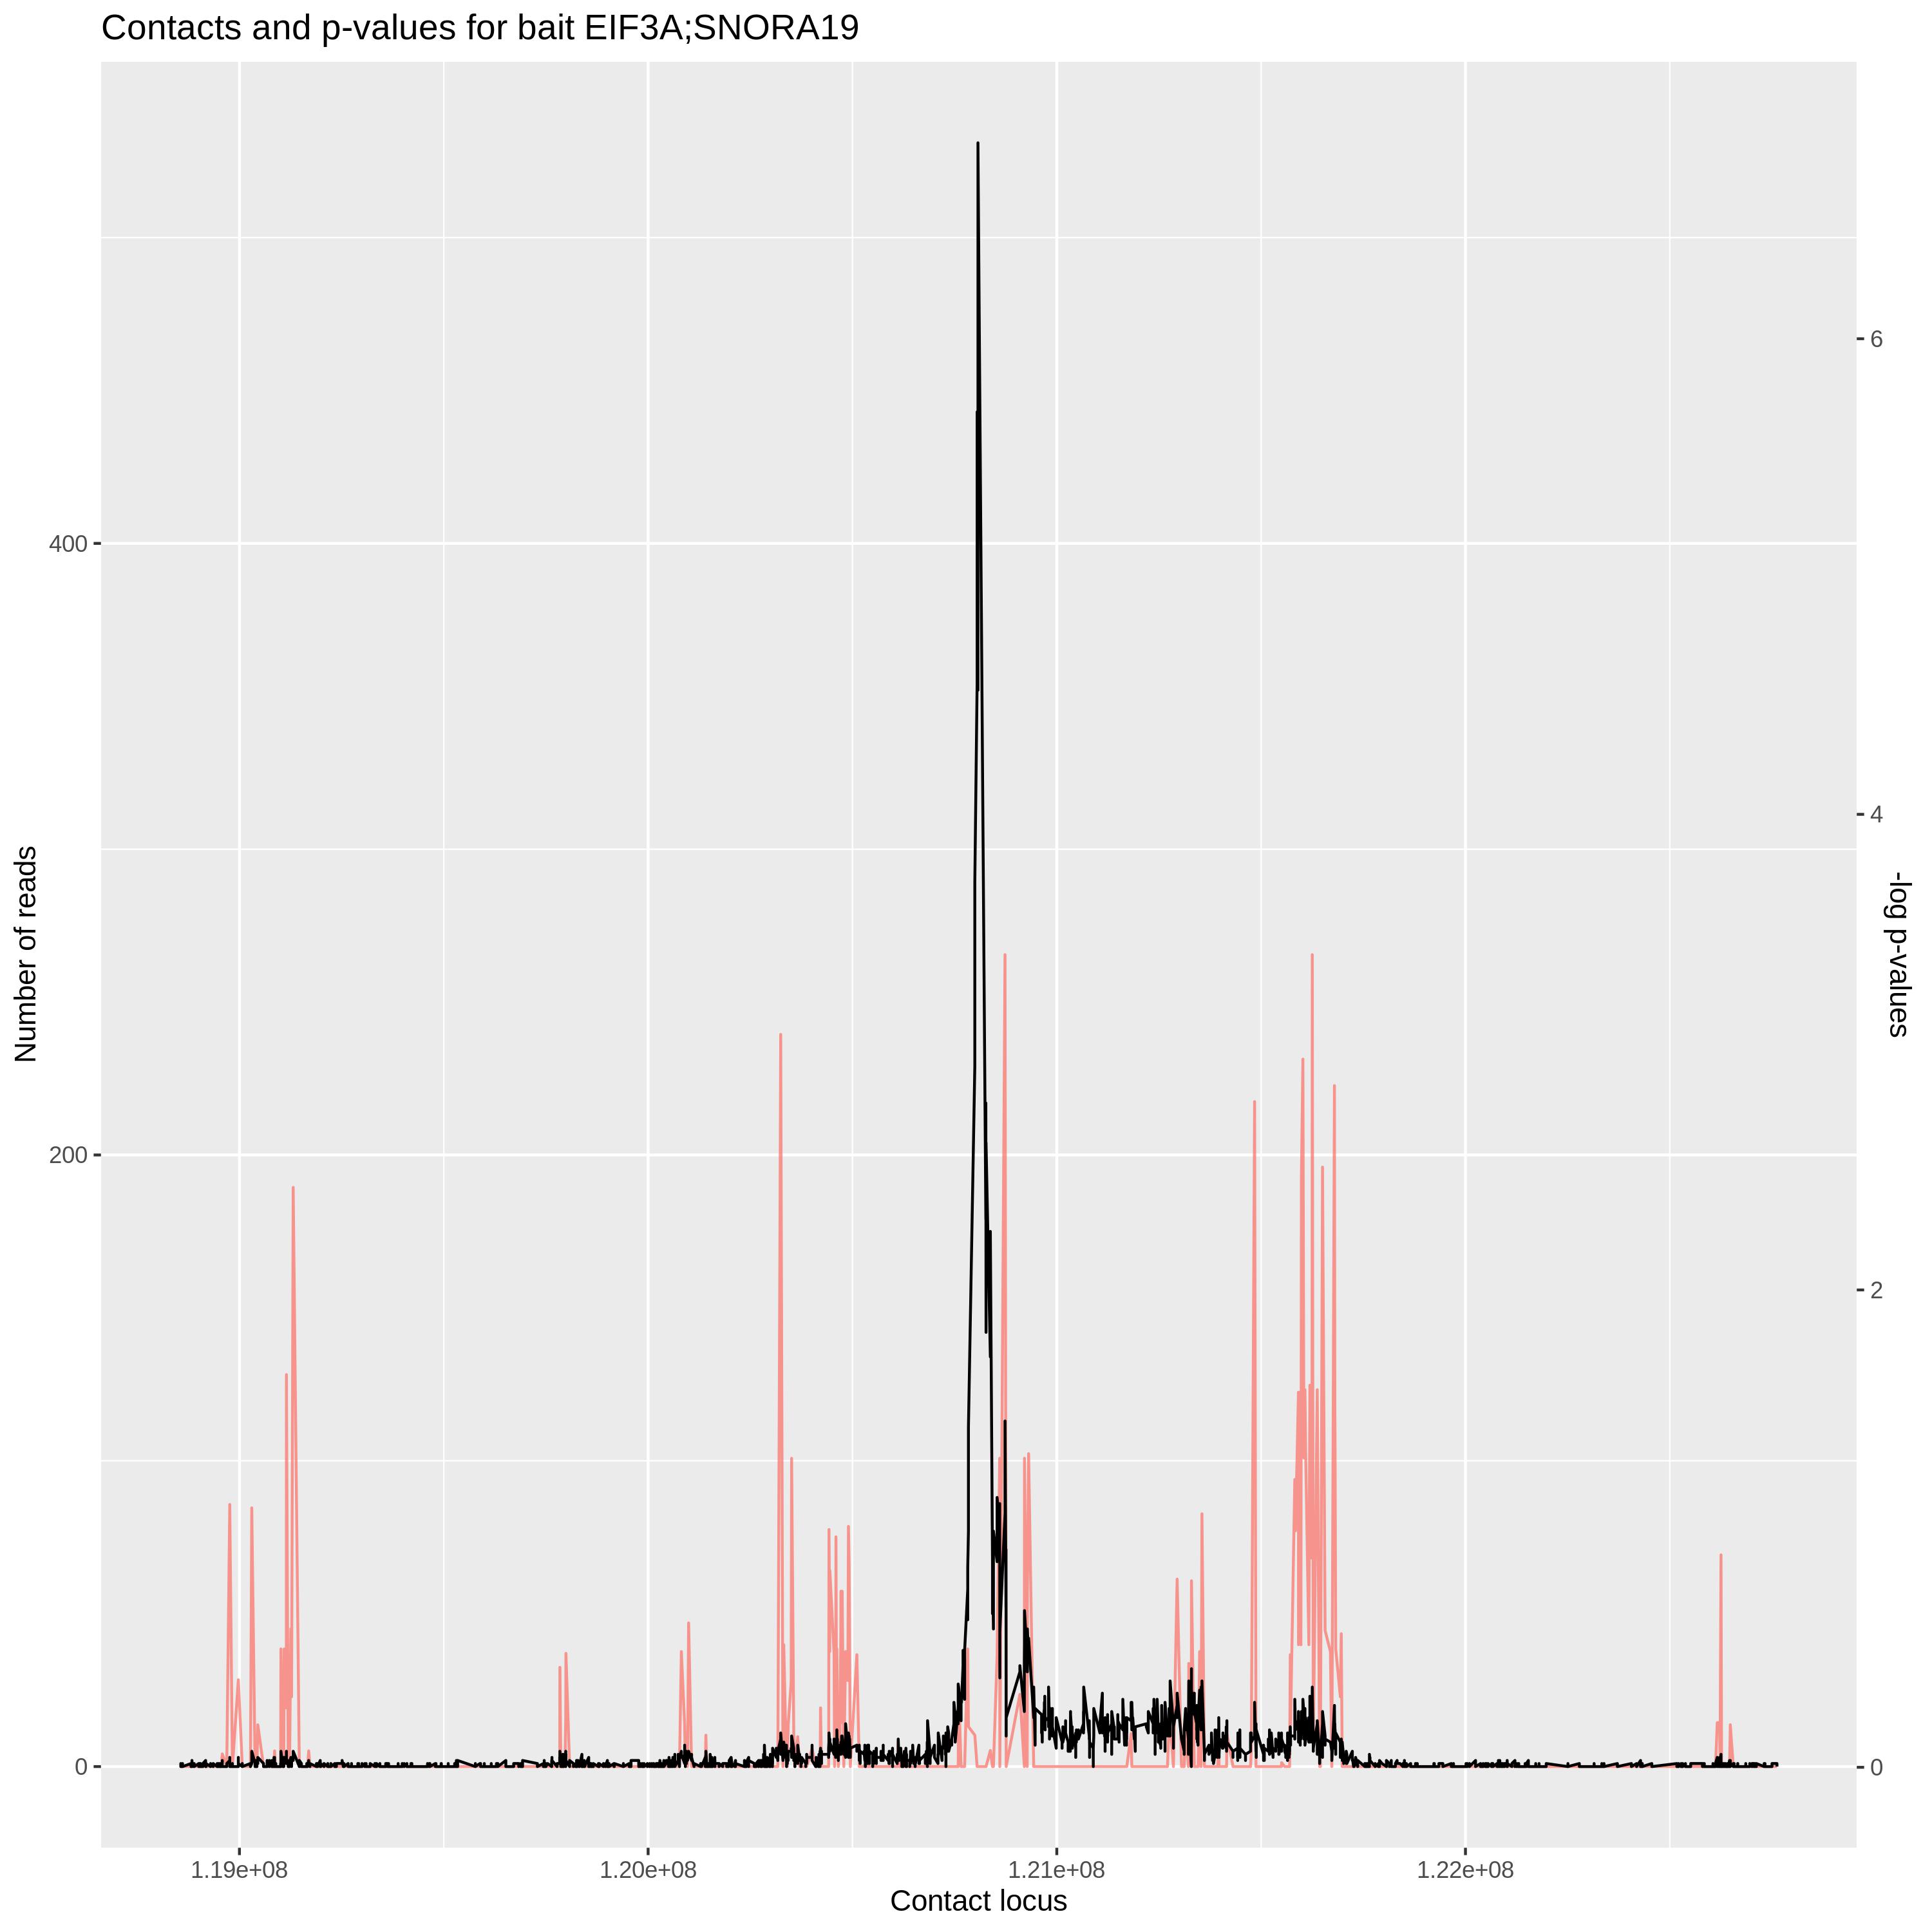 Contacts and p-values for bait EIF3A;SNORA19
6
400
4
Number of reads
-log p-values
200
2
0
0
1.19e+08 1.20e+08 1.21e+08 1.22e+08
Contact locus